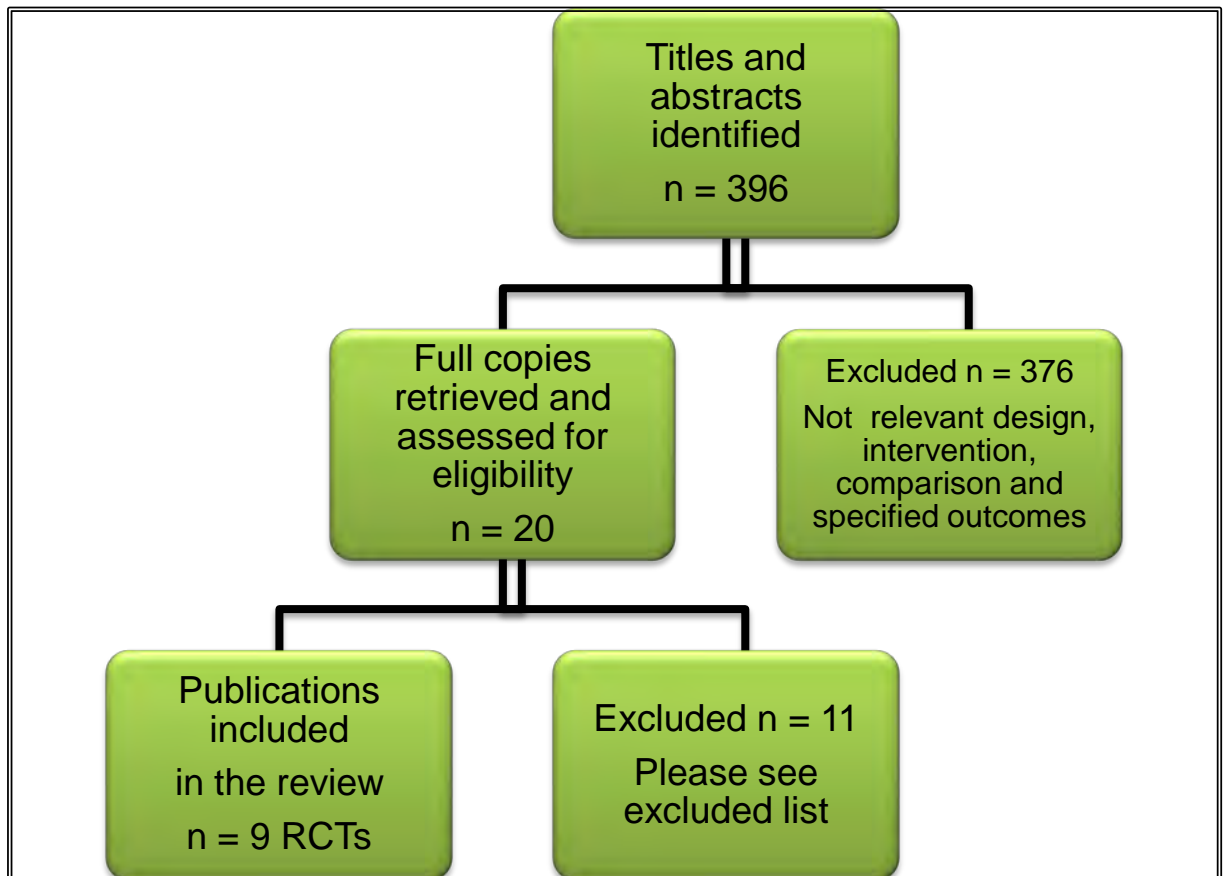 Titles and
abstracts
identified
n = 396
Full copies
retrieved and
assessed for
eligibility
n = 20
Excluded n = 376
Not  relevant design,
intervention,
comparison and
specified outcomes
Publications
included
in the review
n = 9 RCTs
Excluded n = 11
Please see
excluded list